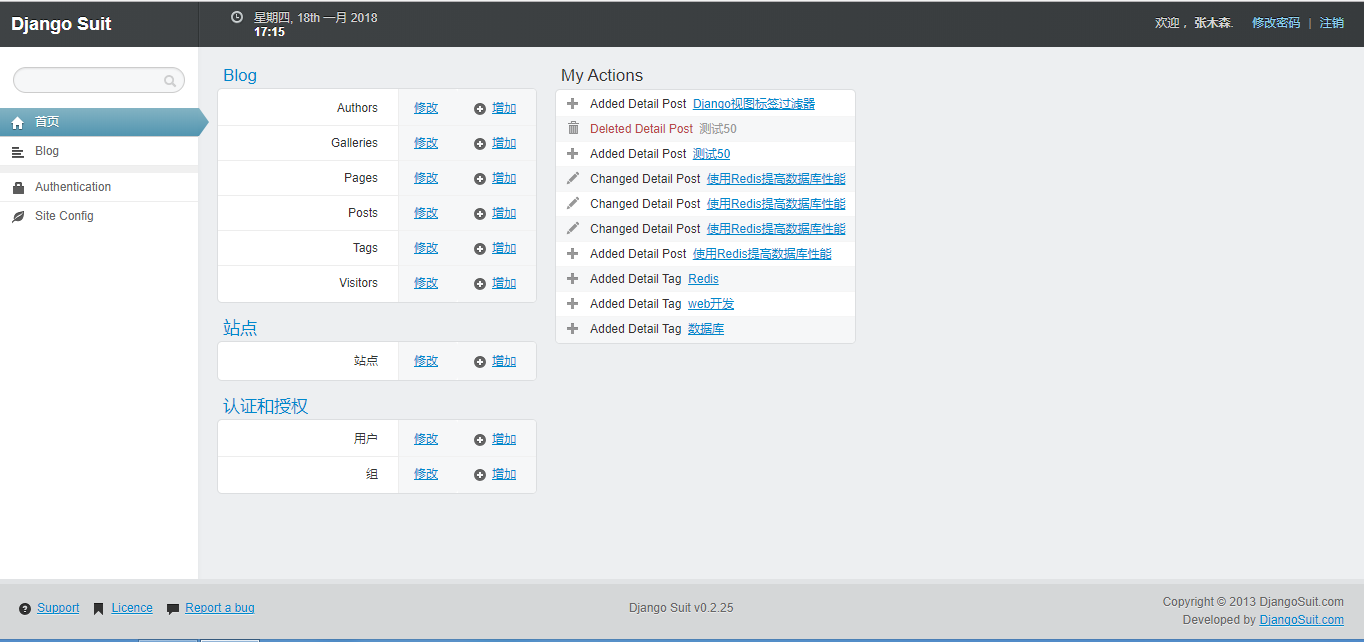 Django Suit
星期四, 18th 一月 2018
17:15
欢迎， 张木森. 修改密码 | 注销
首页
Blog
Authentication
Site Config
Blog
Authors 修改 增加
Galleries 修改 增加
Pages 修改 增加
Posts 修改 增加
Tags 修改 增加
Visitors 修改 增加
站点
站点 修改 增加
认证和授权
用户 修改 增加
组 修改 增加
My Actions
Added Detail Post Django视图标签过滤器
Deleted Detail Post 测试50
Added Detail Post 测试50
Changed Detail Post 使用Redis提高数据库性能
Changed Detail Post 使用Redis提高数据库性能
Changed Detail Post 使用Redis提高数据库性能
Added Detail Post 使用Redis提高数据库性能
Added Detail Tag Redis
Added Detail Tag web开发
Added Detail Tag 数据库
Support Licence Report a bug
Django Suit v0.2.25
Copyright © 2013 DjangoSuit.com
Developed by DjangoSuit.com